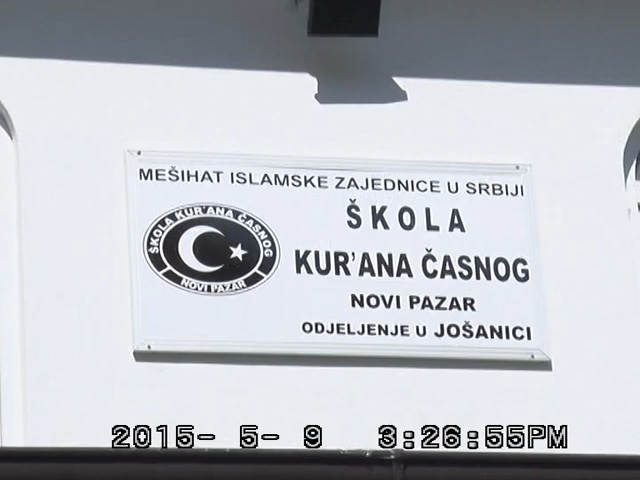 MEŠIHAT ISLAMSKE ZAJEDNICE U SRBIJI
ŠKOLA
KUR'ANA ČASNOG
NOVI PAZAR
ODJELJENJE U JOŠANICI
ŠKOLA KUR'ANA ČASNOG
NOVI PAZAR
2015- 5- 9 3:26:55PM